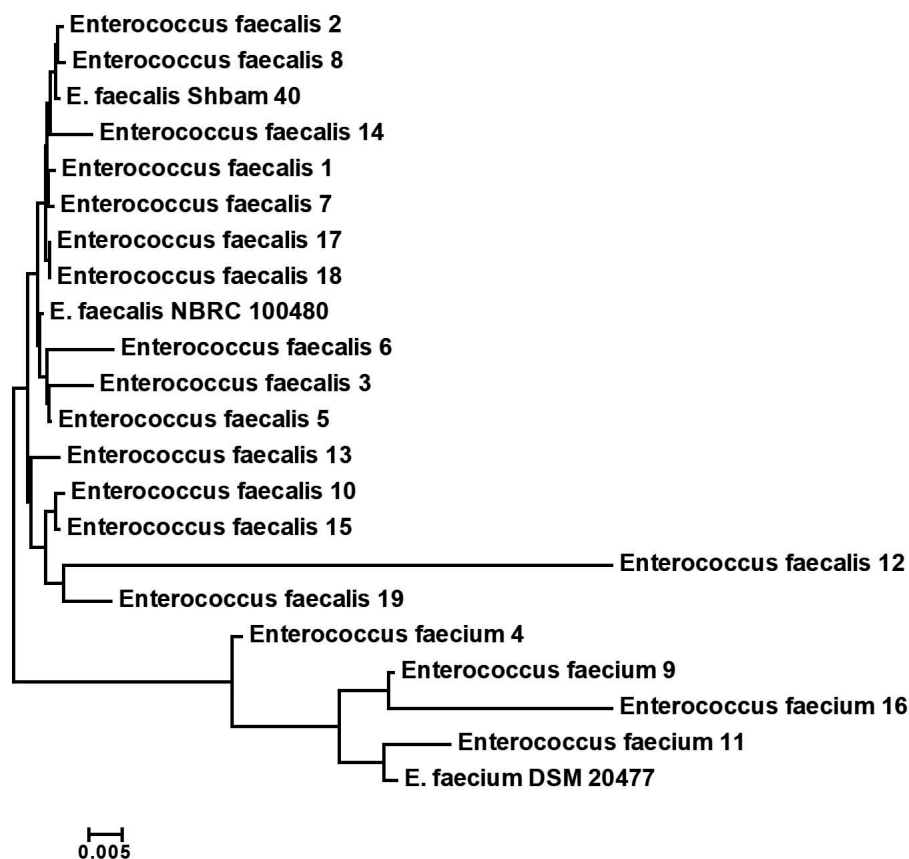 Enterococcus faecalis 2
Enterococcus faecalis 8
E. faecalis Shbam 40
Enterococcus faecalis 14
Enterococcus faecalis 1
Enterococcus faecalis 7
Enterococcus faecalis 17
Enterococcus faecalis 18
E. faecalis NBRC 100480
Enterococcus faecalis 6
Enterococcus faecalis 3
Enterococcus faecalis 5
Enterococcus faecalis 13
Enterococcus faecalis 10
Enterococcus faecalis 15
Enterococcus faecalis 12
Enterococcus faecalis 19
Enterococcus faecium 4
Enterococcus faecium 9
Enterococcus faecium 16
Enterococcus faecium 11
E. faecium DSM 20477
0.005